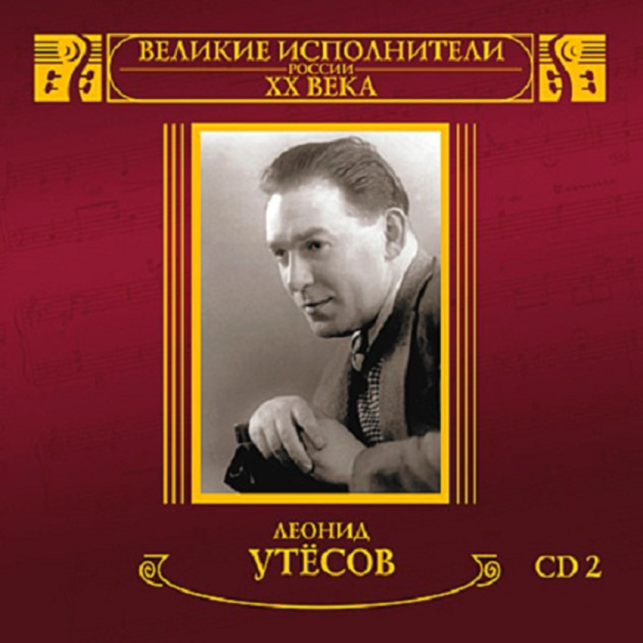 ВЕЛИКИЕ ИСПОЛНИТЕЛИ
РОССИИ
XX ВЕКА
ЛЕОНИД
УТЁСОВ
CD 2